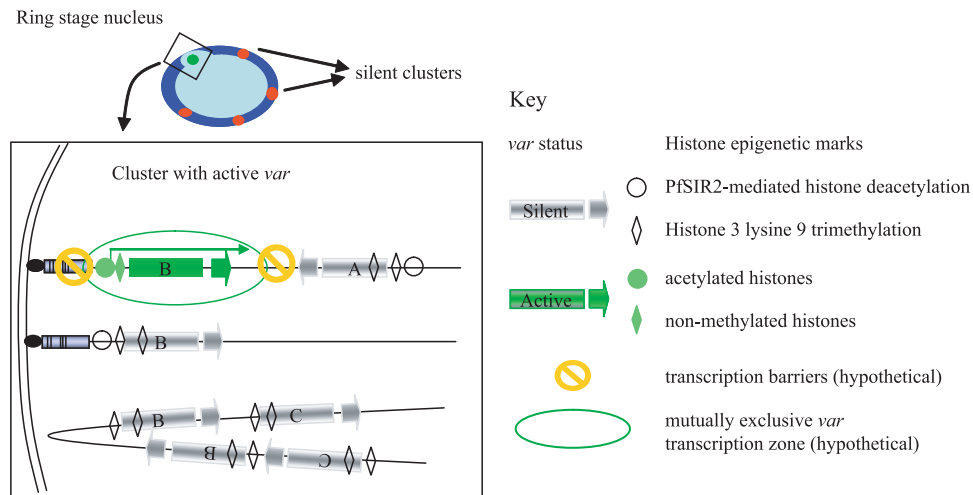 Ring stage nucleus
silent clusters
Cluster with active var
B
A
B
B
C
B
C
Key
var status
Histone epigenetic marks
Silent
PfSIR2-mediated histone deacetylation
Histone 3 lysine 9 trimethylation
Active
acetylated histones
non-methylated histones
transcription barriers (hypothetical)
mutually exclusive var
transcription zone (hypothetical)